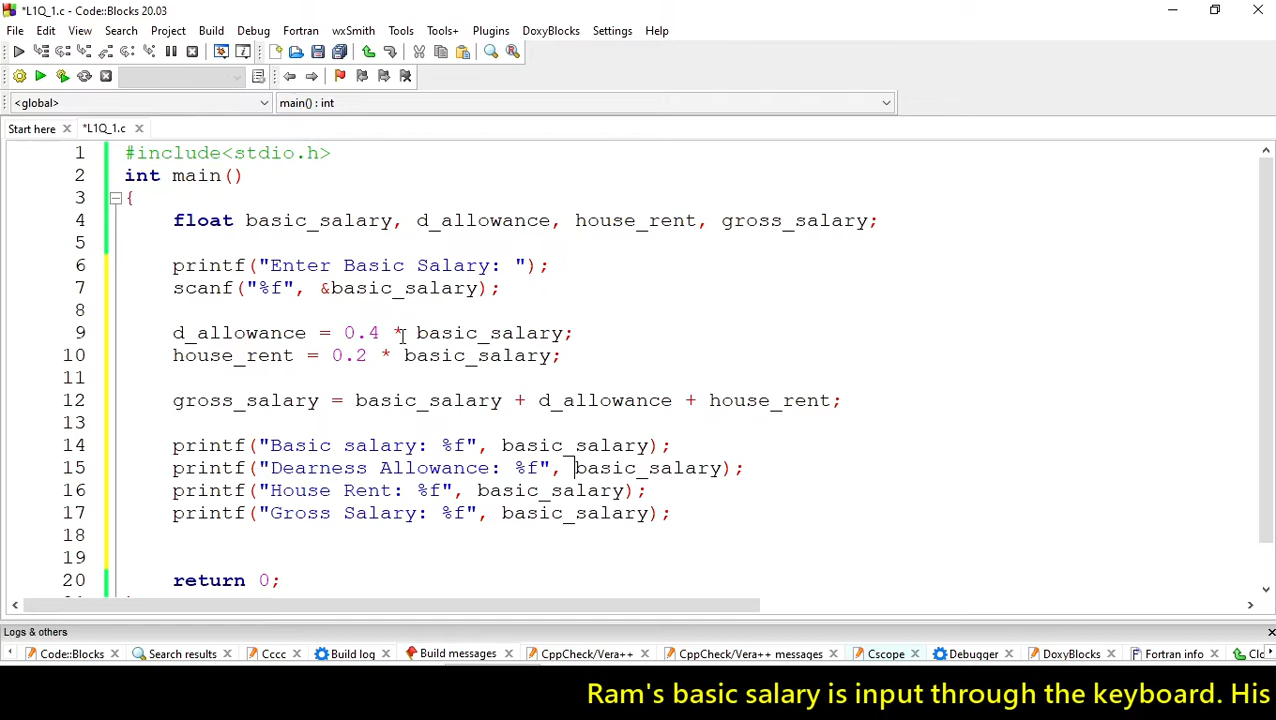 *L1Q_1.c - Code::Blocks 20.03
File Edit View Search Project Build Debug Fortran wxSmith Tools Tools+ Plugins DoxyBlocks Settings Help
<global> main() : int
Start here *L1Q_1.c
1 #include<stdio.h>
2 int main()
3 {
4 float basic_salary, d_allowance, house_rent, gross_salary;
5
6 printf("Enter Basic Salary: ");
7 scanf("%f", &basic_salary);
8
9 d_allowance = 0.4 * basic_salary;
10 house_rent = 0.2 * basic_salary;
11
12 gross_salary = basic_salary + d_allowance + house_rent;
13
14 printf("Basic salary: %f", basic_salary);
15 printf("Dearness Allowance: %f", basic_salary);
16 printf("House Rent: %f", basic_salary);
17 printf("Gross Salary: %f", basic_salary);
18
19
20 return 0;
Logs & others
Code::Blocks Search results Cccc Build log Build messages CppCheck/Vera++ CppCheck/Vera++ messages Cscope Debugger DoxyBlocks Fortran info Clo
Ram's basic salary is input through the keyboard. His